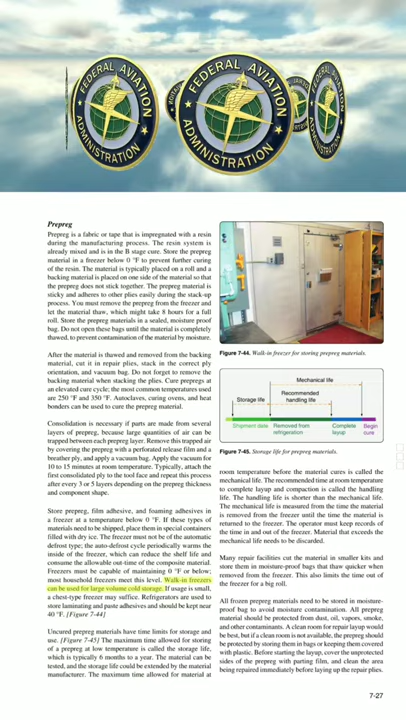 FEDERAL AVIATION
ADMINISTRATION
FEDERAL AVIATION
ADMINISTRATION
FEDERAL AVIATION
ADMINISTRATION
Prepreg
Prepreg is a fabric or tape that is impregnated with a resin
during the manufacturing process. The resin system is
already mixed and is in the B stage cure. Store the prepreg
material in a freezer below 0 °F to prevent further curing
of the resin. The material is typically placed on a roll and a
backing material is placed on one side of the material so that
the prepreg does not stick together. The prepreg material is
sticky and adheres to other plies easily during the stack-up
process. You must remove the prepreg from the freezer and
let the material thaw, which might take 8 hours for a full
roll. Store the prepreg materials in a sealed, moisture proof
bag. Do not open these bags until the material is completely
thawed, to prevent contamination of the material by moisture.
After the material is thawed and removed from the backing
material, cut it in repair plies, stack in the correct ply
orientation, and vacuum bag. Do not forget to remove the
backing material when stacking the plies. Cure prepregs at
an elevated cure cycle; the most common temperatures used
are 250 °F and 350 °F. Autoclaves, curing ovens, and heat
bonders can be used to cure the prepreg material.
Consolidation is necessary if parts are made from several
layers of prepreg, because large quantities of air can be
trapped between each prepreg layer. Remove this trapped air
by covering the prepreg with a perforated release film and a
breather ply, and apply a vacuum bag. Apply the vacuum for
10 to 15 minutes at room temperature. Typically, attach the
first consolidated ply to the tool face and repeat this process
after every 3 or 5 layers depending on the prepreg thickness
and component shape.
Store prepreg, film adhesive, and foaming adhesives in
a freezer at a temperature below 0 °F. If these types of
materials need to be shipped, place them in special containers
filled with dry ice. The freezer must not be of the automatic
defrost type; the auto-defrost cycle periodically warms the
inside of the freezer, which can reduce the shelf life and
consume the allowable out-time of the composite material.
Freezers must be capable of maintaining 0 °F or below;
most household freezers meet this level. Walk-in freezers
can be used for large volume cold storage. If usage is small,
a chest-type freezer may suffice. Refrigerators are used to
store laminating and paste adhesives and should be kept near
40 °F. [Figure 7-44]
Uncured prepreg materials have time limits for storage and
use. [Figure 7-45] The maximum time allowed for storing
of a prepreg at low temperature is called the storage life,
which is typically 6 months to a year. The material can be
tested, and the storage life could be extended by the material
manufacturer. The maximum time allowed for material at
Figure 7-44. Walk-in freezer for storing prepreg materials.
Mechanical life
Recommended
handling life
Storage life
Shipment date
Removed from
refrigeration
Complete
layup
Begin
cure
Figure 7-45. Storage life for prepreg materials.
room temperature before the material cures is called the
mechanical life. The recommended time at room temperature
to complete layup and compaction is called the handling
life. The handling life is shorter than the mechanical life.
The mechanical life is measured from the time the material
is removed from the freezer until the time the material is
returned to the freezer. The operator must keep records of
the time in and out of the freezer. Material that exceeds the
mechanical life needs to be discarded.
Many repair facilities cut the material in smaller kits and
store them in moisture-proof bags that thaw quicker when
removed from the freezer. This also limits the time out of
the freezer for a big roll.
All frozen prepreg materials need to be stored in moisture-
proof bag to avoid moisture contamination. All prepreg
material should be protected from dust, oil, vapors, smoke,
and other contaminants. A clean room for repair layup would
be best, but if a clean room is not available, the prepreg should
be protected by storing them in bags or keeping them covered
with plastic. Before starting the layup, cover the unprotected
sides of the prepreg with parting film, and clean the area
being repaired immediately before laying up the repair plies.
7-27